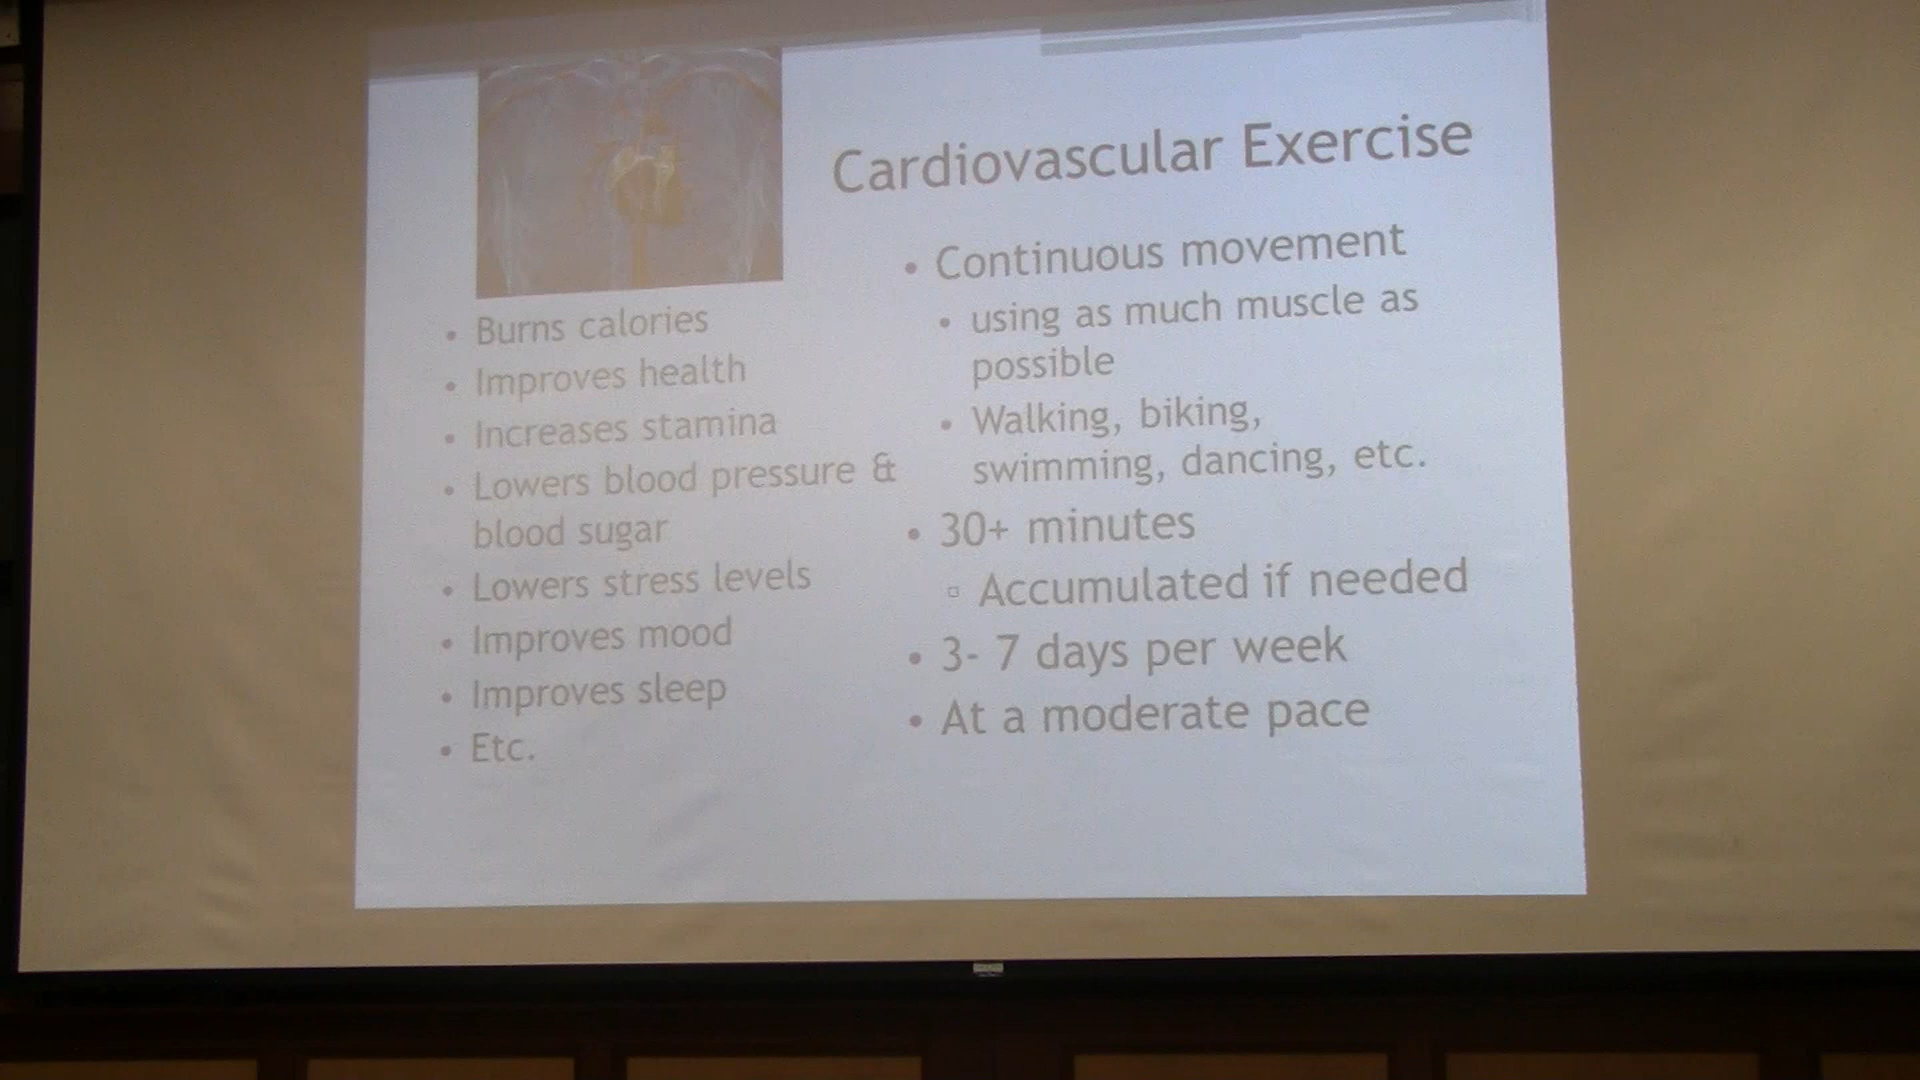 Cardiovascular Exercise
• Burns calories
• Improves health
• Increases stamina
• Lowers blood pressure &
blood sugar
• Lowers stress levels
• Improves mood
• Improves sleep
• Etc.
• Continuous movement
• using as much muscle as
possible
• Walking, biking,
swimming, dancing, etc.
• 30+ minutes
▫ Accumulated if needed
• 3- 7 days per week
• At a moderate pace